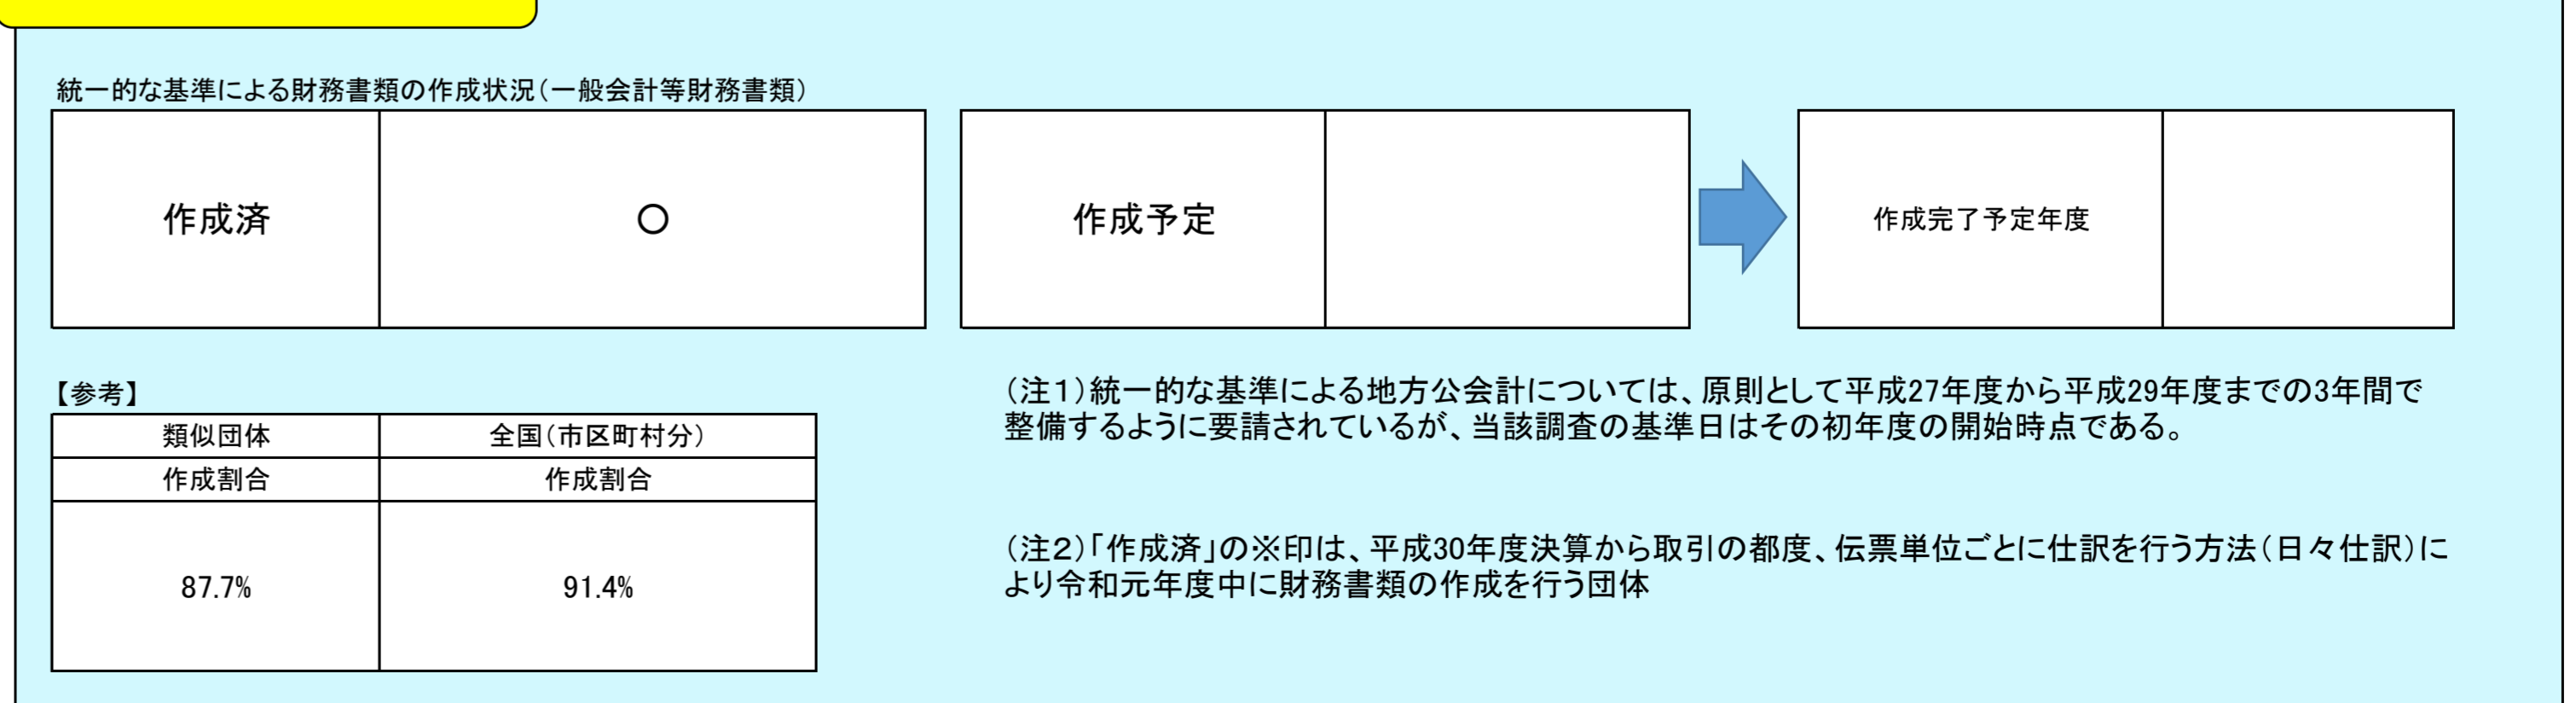 統一的な基準による財務書類の作成状況（一般会計等財務書類）
作成済
○
作成予定
作成完了予定年度
【参考】
類似団体
全国（市区町村分）
作成割合
作成割合
87.7%
91.4%
（注１）統一的な基準による地方公会計については、原則として平成27年度から平成29年度までの3年間で
整備するように要請されているが、当該調査の基準日はその初年度の開始時点である。
（注２）「作成済」の※印は、平成30年度決算から取引の都度、伝票単位ごとに仕訳を行う方法（日々仕訳）に
より令和元年度中に財務書類の作成を行う団体